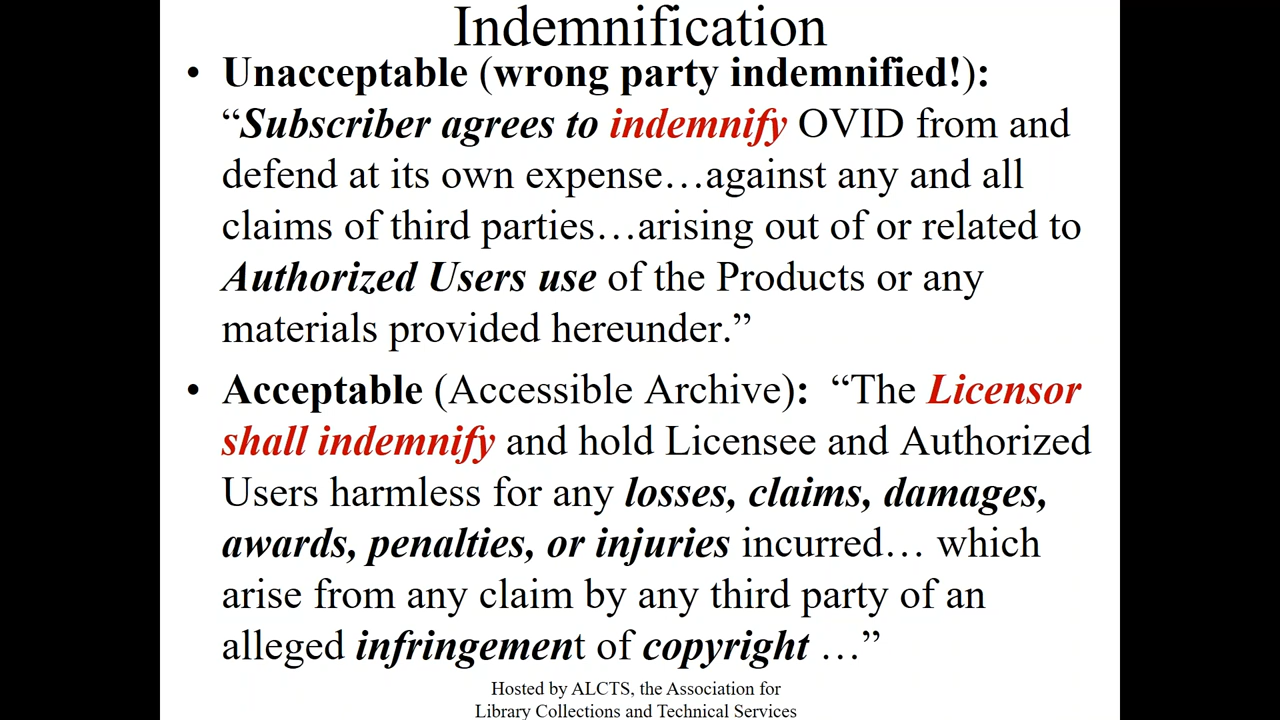 Indemnification
• Unacceptable (wrong party indemnified!):
“Subscriber agrees to indemnify OVID from and
defend at its own expense…against any and all
claims of third parties…arising out of or related to
Authorized Users use of the Products or any
materials provided hereunder.”
• Acceptable (Accessible Archive): “The Licensor
shall indemnify and hold Licensee and Authorized
Users harmless for any losses, claims, damages,
awards, penalties, or injuries incurred… which
arise from any claim by any third party of an
alleged infringement of copyright …”
Hosted by ALCTS, the Association for
Library Collections and Technical Services